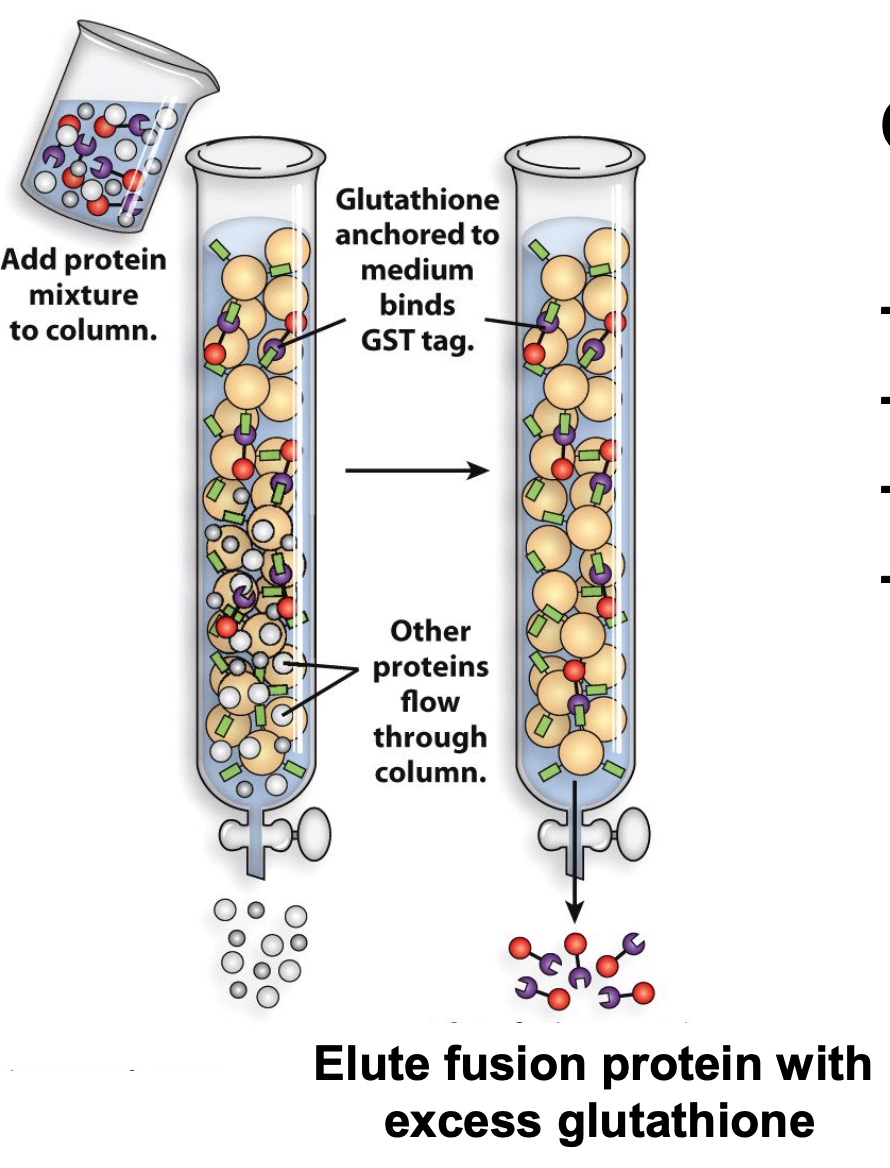 Add protein
mixture
to column.
Glutathione
anchored to
medium
binds
GST tag.
Other
proteins
flow
through
column.
Elute fusion protein with
excess glutathione